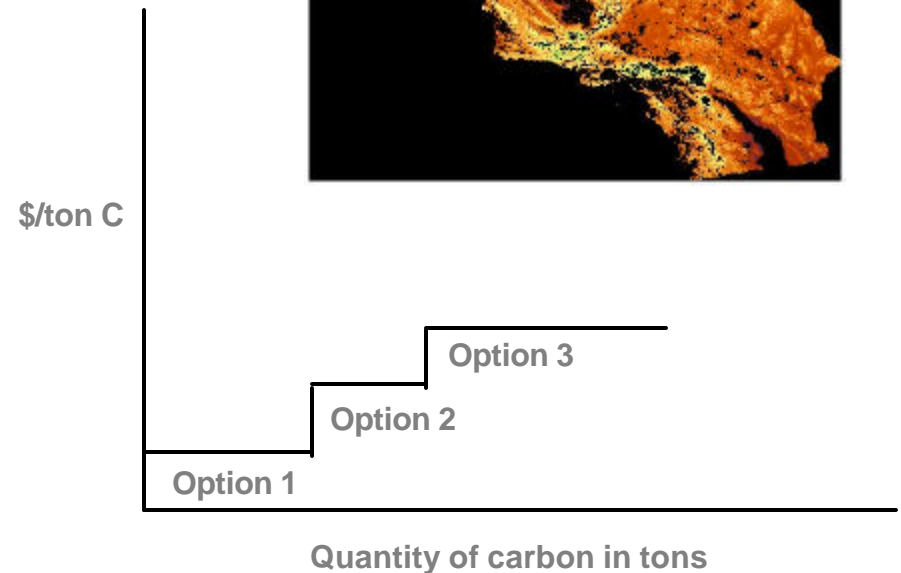 $/ton C
Option 3
Option 2
Option 1
Quantity of carbon in tons